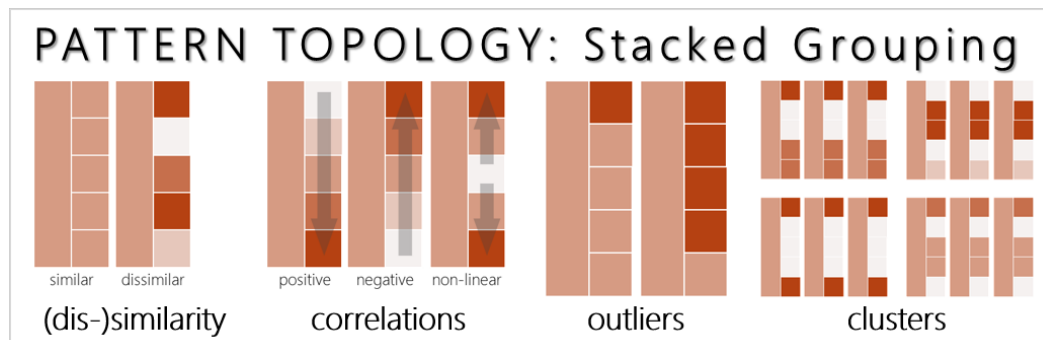 PATTERN TOPOLOGY: Stacked Grouping
similar dissimilar positive negative non-linear
(dis-)similarity correlations outliers clusters